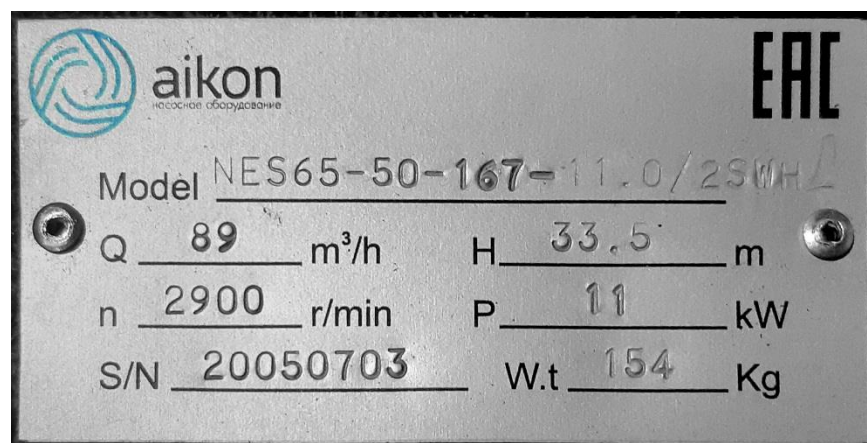 aikon
насосное оборудование
EAC
Model NES65-50-167-11.0/2SWH
Q 89 m³/h H 33.5 m
n 2900 r/min P 11 kW
S/N 20050703 W.t 154 Kg